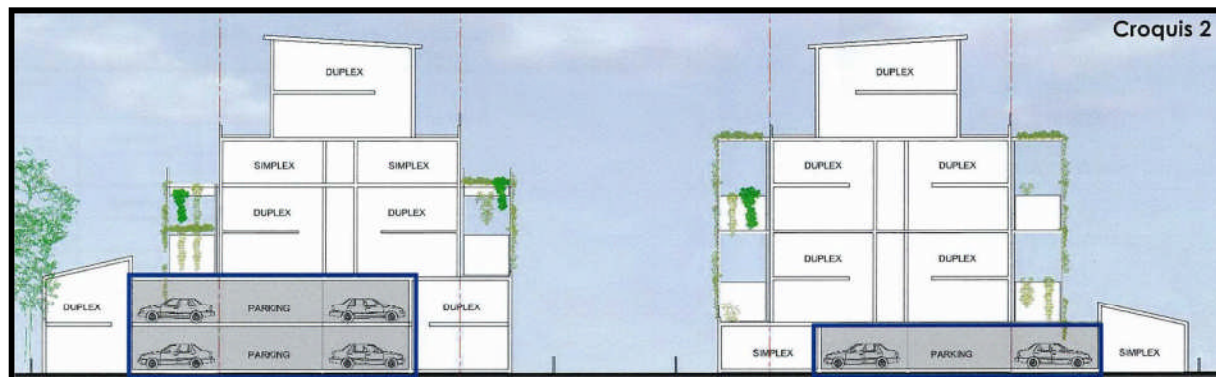 Croquis 2
DUPLEX
SIMPLEX SIMPLEX
DUPLEX DUPLEX
DUPLEX PARKING DUPLEX
PARKING
DUPLEX
DUPLEX DUPLEX
DUPLEX DUPLEX
SIMPLEX PARKING SIMPLEX